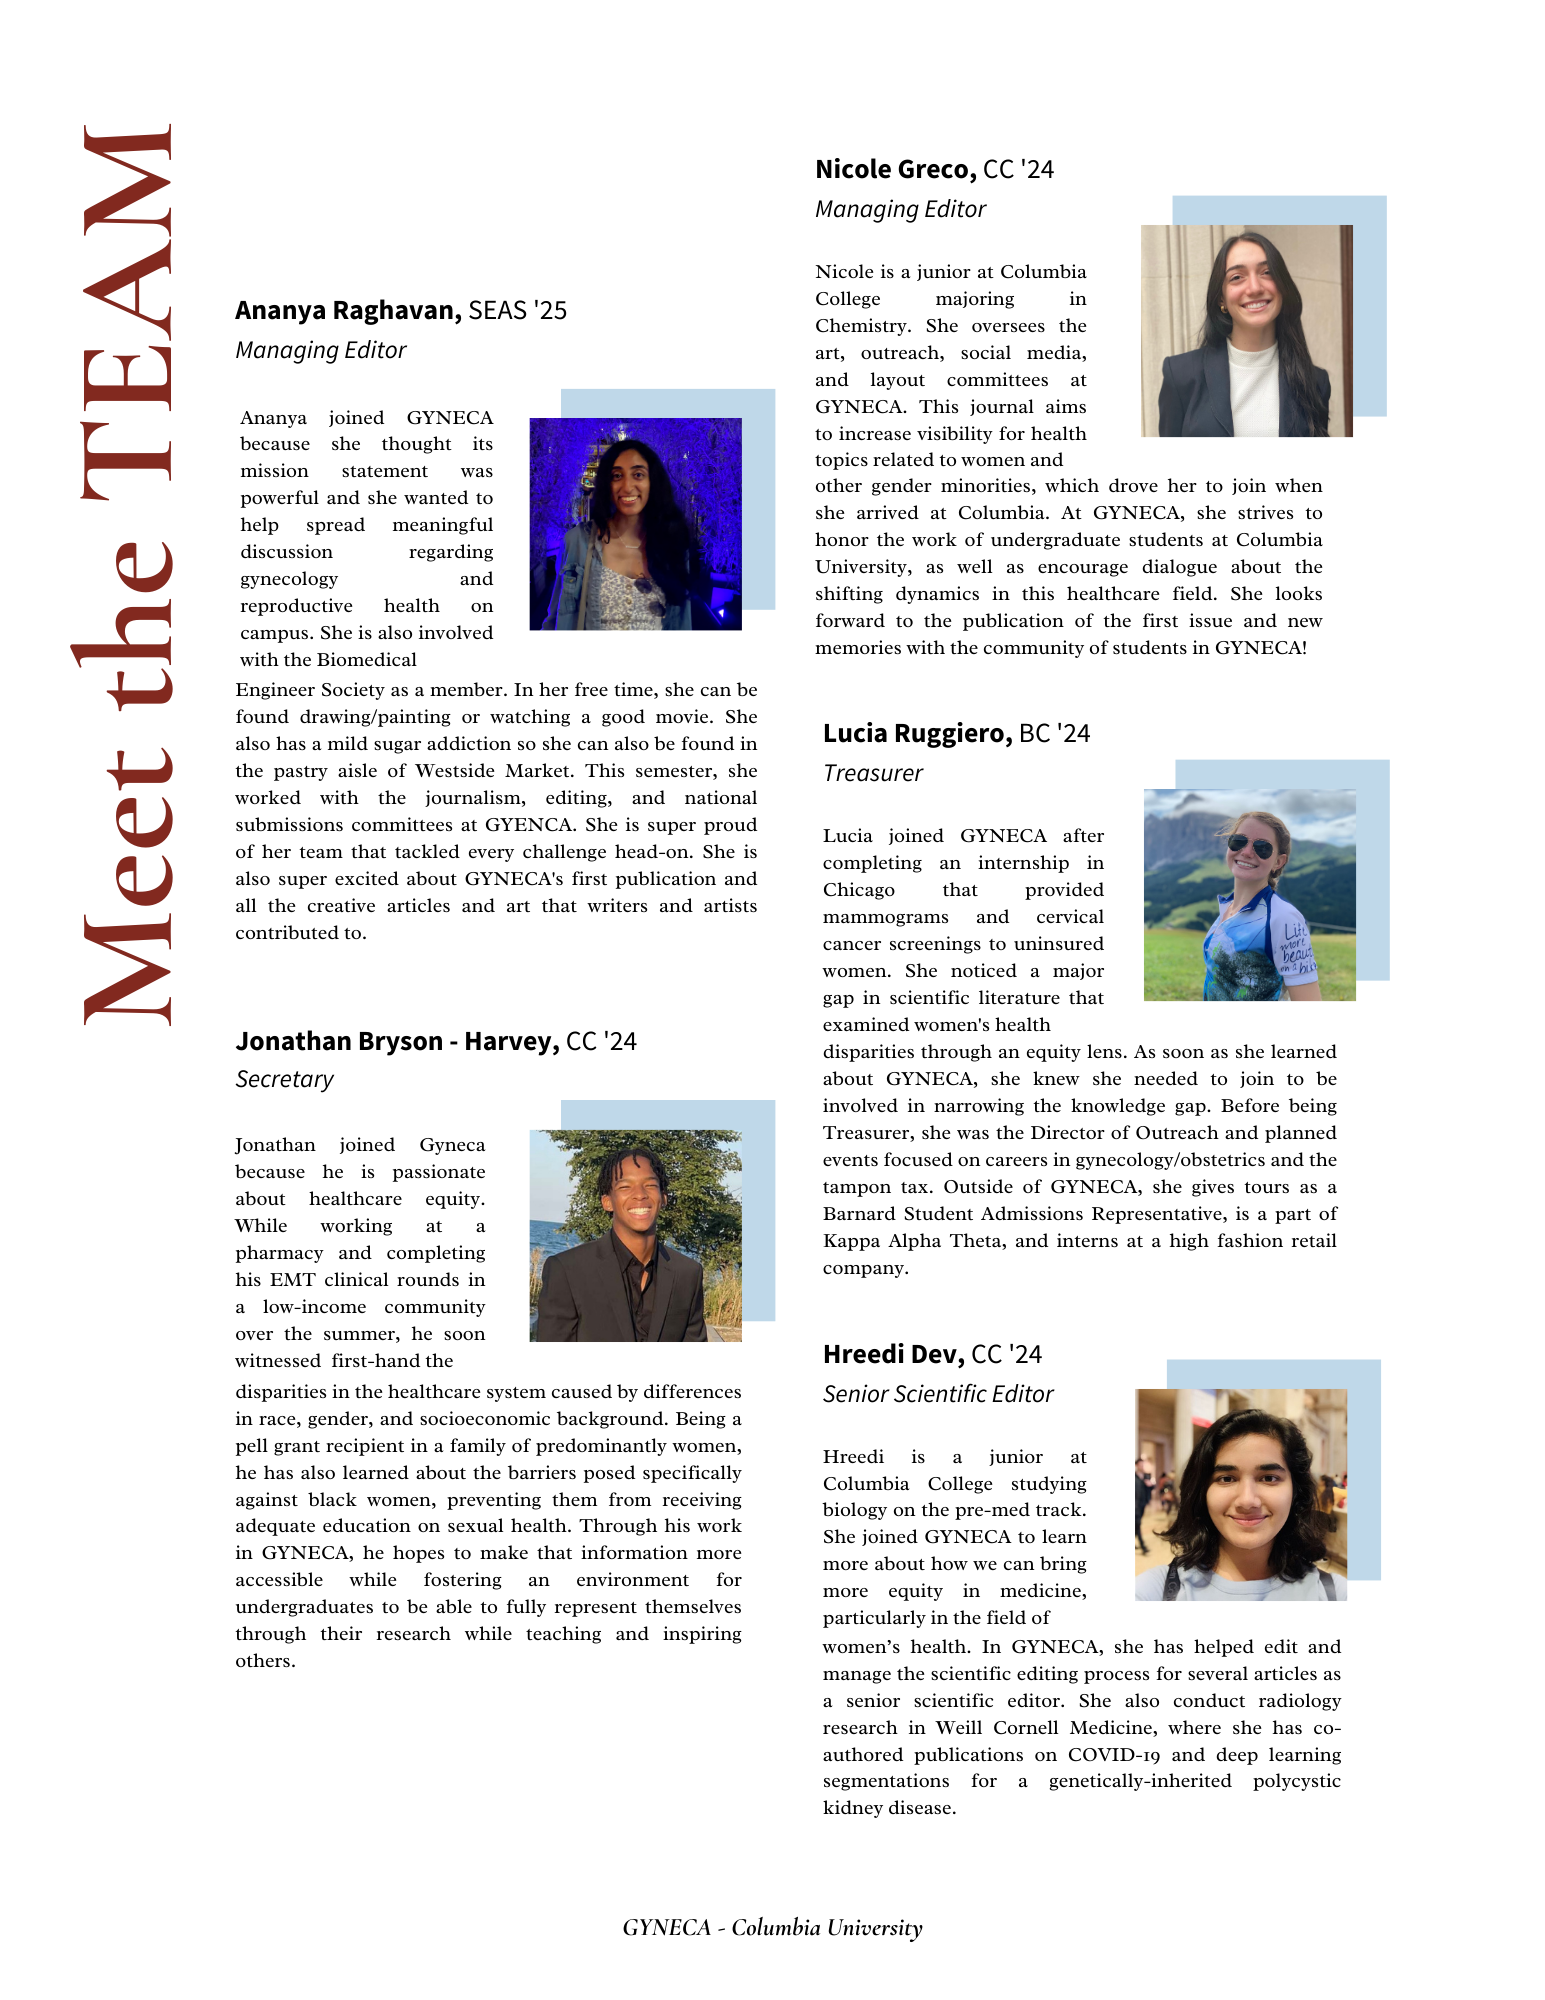 Meet the TEAM
Ananya Raghavan, SEAS '25
Managing Editor
Ananya joined GYNECA
because she thought its
mission statement was
powerful and she wanted to
help spread meaningful
discussion regarding
gynecology and
reproductive health on
campus. She is also involved
with the Biomedical
Engineer Society as a member. In her free time, she can be
found drawing/painting or watching a good movie. She
also has a mild sugar addiction so she can also be found in
the pastry aisle of Westside Market. This semester, she
worked with the journalism, editing, and national
submissions committees at GYENCA. She is super proud
of her team that tackled every challenge head-on. She is
also super excited about GYNECA's first publication and
all the creative articles and art that writers and artists
contributed to.
Jonathan Bryson - Harvey, CC '24
Secretary
Jonathan joined Gyneca
because he is passionate
about healthcare equity.
While working at a
pharmacy and completing
his EMT clinical rounds in
a low-income community
over the summer, he soon
witnessed first-hand the
disparities in the healthcare system caused by differences
in race, gender, and socioeconomic background. Being a
pell grant recipient in a family of predominantly women,
he has also learned about the barriers posed specifically
against black women, preventing them from receiving
adequate education on sexual health. Through his work
in GYNECA, he hopes to make that information more
accessible while fostering an environment for
undergraduates to be able to fully represent themselves
through their research while teaching and inspiring
others.
Nicole Greco, CC '24
Managing Editor
Nicole is a junior at Columbia
College majoring in
Chemistry. She oversees the
art, outreach, social media,
and layout committees at
GYNECA. This journal aims
to increase visibility for health
topics related to women and
other gender minorities, which drove her to join when
she arrived at Columbia. At GYNECA, she strives to
honor the work of undergraduate students at Columbia
University, as well as encourage dialogue about the
shifting dynamics in this healthcare field. She looks
forward to the publication of the first issue and new
memories with the community of students in GYNECA!
Lucia Ruggiero, BC '24
Treasurer
Lucia joined GYNECA after
completing an internship in
Chicago that provided
mammograms and cervical
cancer screenings to uninsured
women. She noticed a major
gap in scientific literature that
examined women's health
disparities through an equity lens. As soon as she learned
about GYNECA, she knew she needed to join to be
involved in narrowing the knowledge gap. Before being
Treasurer, she was the Director of Outreach and planned
events focused on careers in gynecology/obstetrics and the
tampon tax. Outside of GYNECA, she gives tours as a
Barnard Student Admissions Representative, is a part of
Kappa Alpha Theta, and interns at a high fashion retail
company.
more
on a
Hreedi Dev, CC '24
Senior Scientific Editor
Hreedi is a junior at
Columbia College studying
biology on the pre-med track.
She joined GYNECA to learn
more about how we can bring
more equity in medicine,
particularly in the field of
women’s health. In GYNECA, she has helped edit and
manage the scientific editing process for several articles as
a senior scientific editor. She also conduct radiology
research in Weill Cornell Medicine, where she has co-
authored publications on COVID-19 and deep learning
segmentations for a genetically-inherited polycystic
kidney disease.
GYNECA - Columbia University